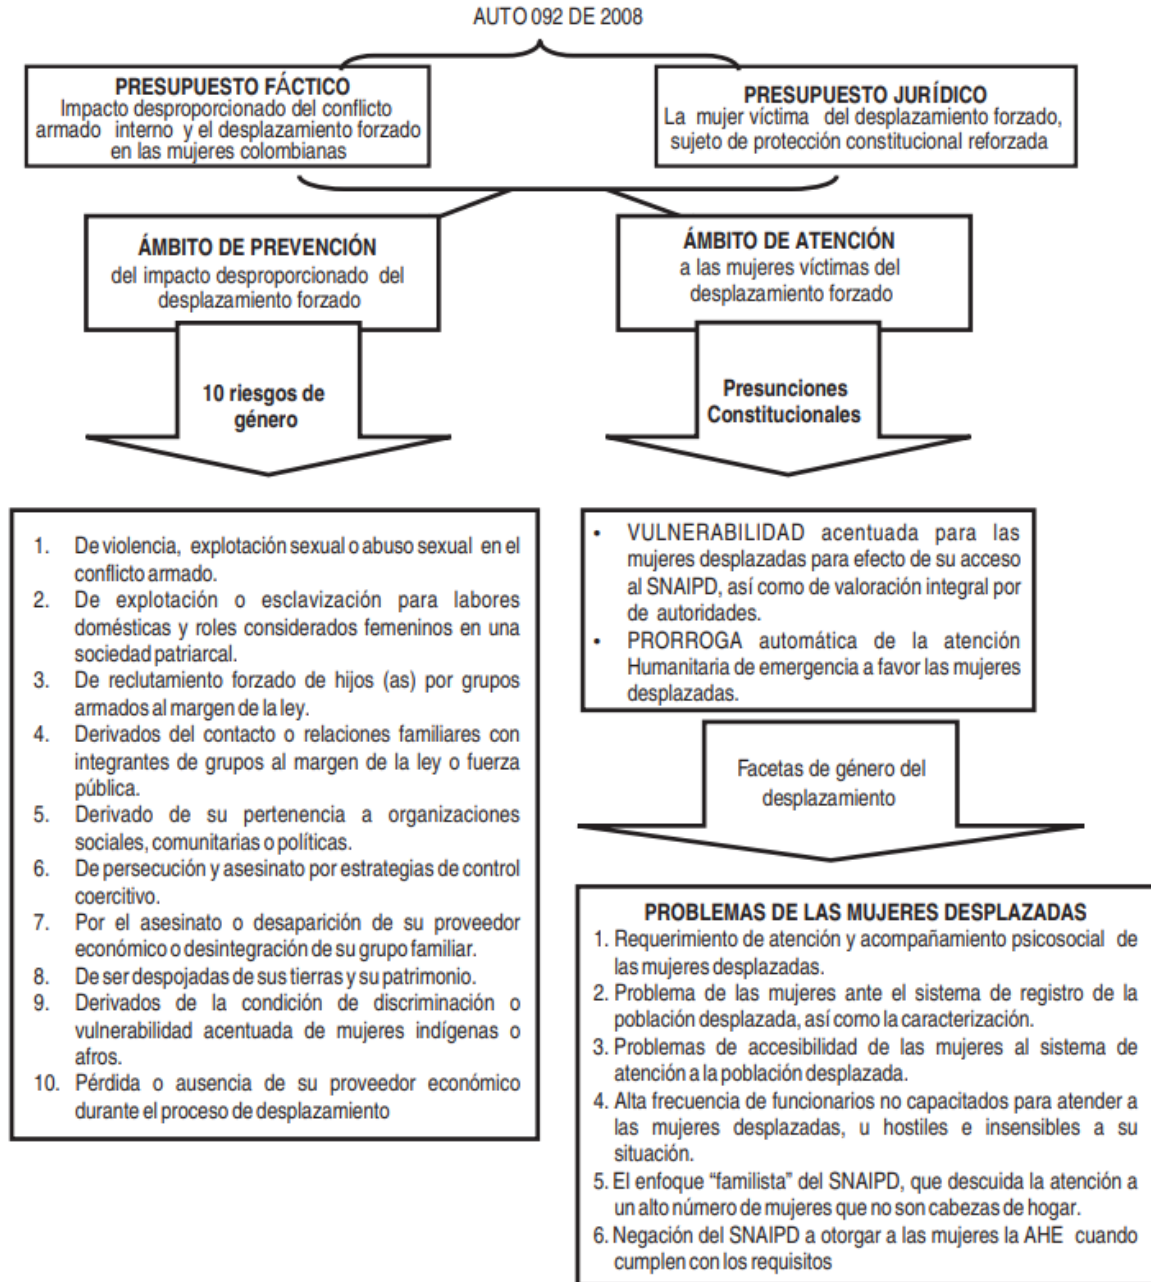 AUTO 092 DE 2008
PRESUPUESTO FÁCTICO
Impacto desproporcionado del conflicto
armado interno y el desplazamiento forzado
en las mujeres colombianas
PRESUPUESTO JURÍDICO
La mujer víctima del desplazamiento forzado,
sujeto de protección constitucional reforzada
ÁMBITO DE PREVENCIÓN
del impacto desproporcionado del
desplazamiento forzado
ÁMBITO DE ATENCIÓN
a las mujeres víctimas del
desplazamiento forzado
10 riesgos de
género
Presunciones
Constitucionales
1. De violencia, explotación sexual o abuso sexual en el
conflicto armado.
2. De explotación o esclavización para labores
domésticas y roles considerados femeninos en una
sociedad patriarcal.
3. De reclutamiento forzado de hijos (as) por grupos
armados al margen de la ley.
4. Derivados del contacto o relaciones familiares con
integrantes de grupos al margen de la ley o fuerza
pública.
5. Derivado de su pertenencia a organizaciones
sociales, comunitarias o políticas.
6. De persecución y asesinato por estrategias de control
coercitivo.
7. Por el asesinato o desaparición de su proveedor
económico o desintegración de su grupo familiar.
8. De ser despojadas de sus tierras y su patrimonio.
9. Derivados de la condición de discriminación o
vulnerabilidad acentuada de mujeres indígenas o
afros.
10. Pérdida o ausencia de su proveedor económico
durante el proceso de desplazamiento
• VULNERABILIDAD acentuada para las
mujeres desplazadas para efecto de su acceso
al SNAIPD, así como de valoración integral por
de autoridades.
• PRORROGA automática de la atención
Humanitaria de emergencia a favor las mujeres
desplazadas.
Facetas de género del
desplazamiento
PROBLEMAS DE LAS MUJERES DESPLAZADAS
1. Requerimiento de atención y acompañamiento psicosocial de
las mujeres desplazadas.
2. Problema de las mujeres ante el sistema de registro de la
población desplazada, así como la caracterización.
3. Problemas de accesibilidad de las mujeres al sistema de
atención a la población desplazada.
4. Alta frecuencia de funcionarios no capacitados para atender a
las mujeres desplazadas, u hostiles e insensibles a su
situación.
5. El enfoque “familista” del SNAIPD, que descuida la atención a
un alto número de mujeres que no son cabezas de hogar.
6. Negación del SNAIPD a otorgar a las mujeres la AHE cuando
cumplen con los requisitos